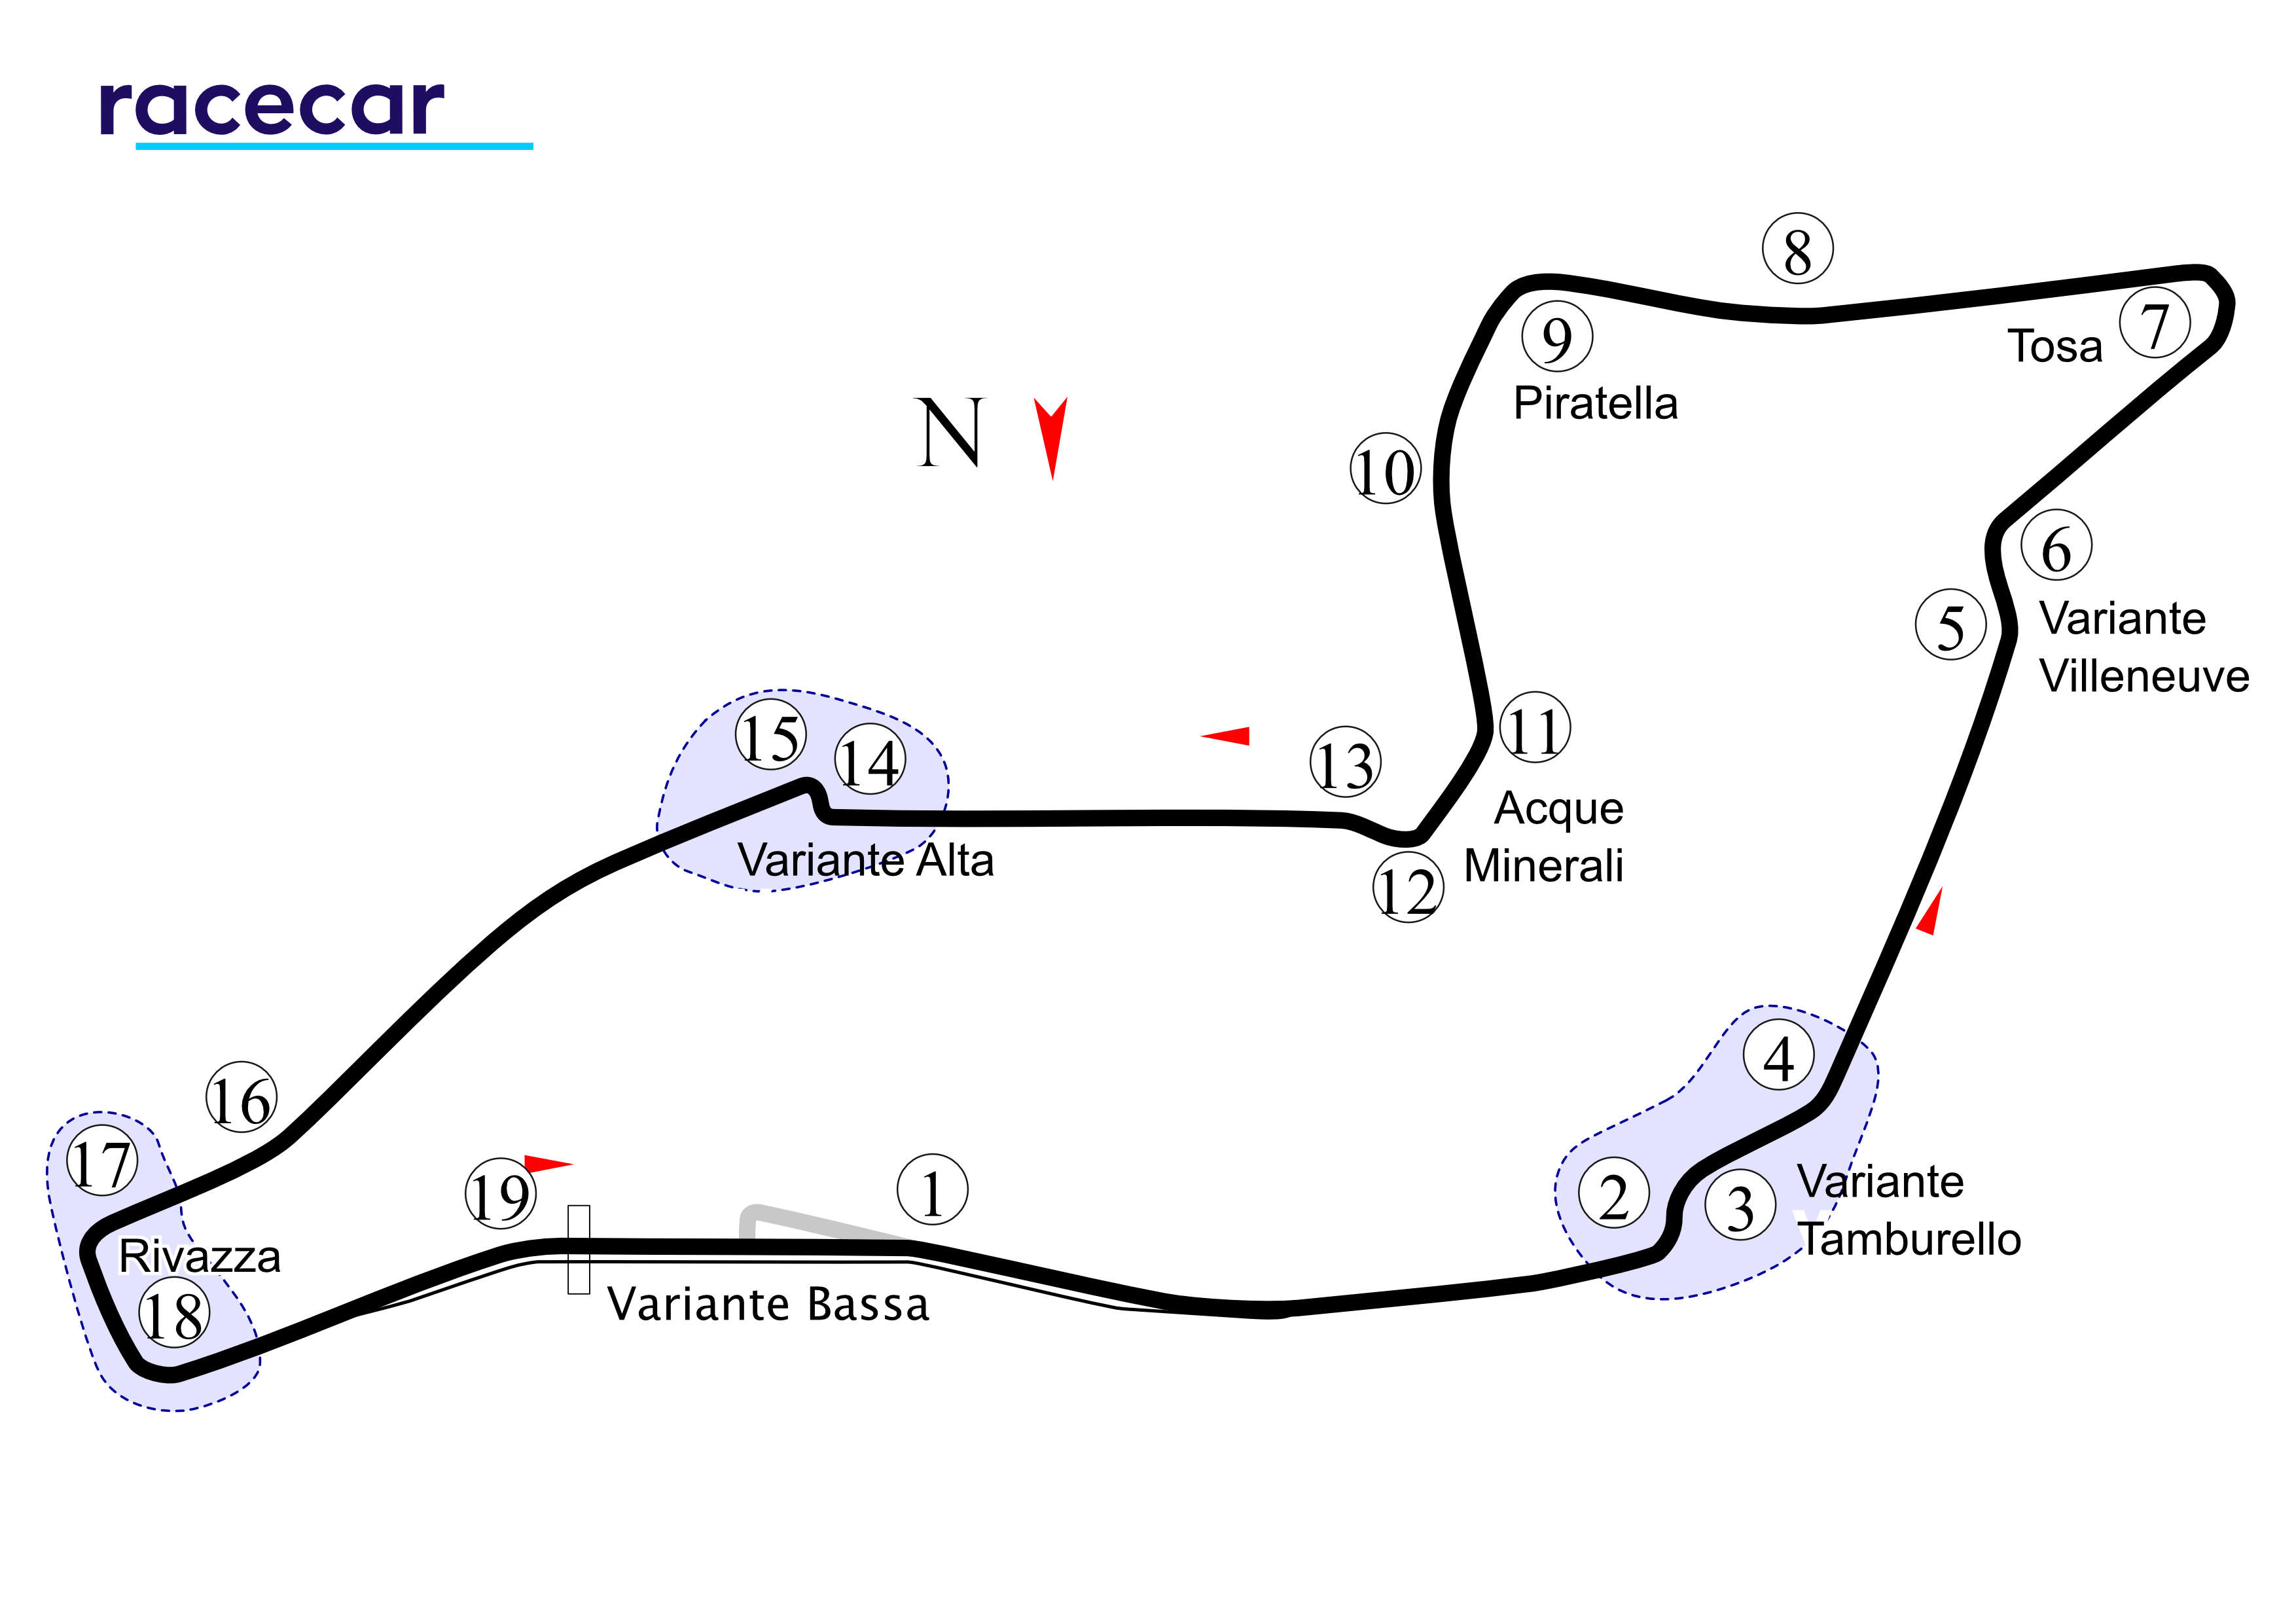 racecar
8
7
Tosa
9
Piratella
N
10
6
5
Variante
Villeneuve
15
14
13
11
Acque
Minerali
Variante Alta
12
4
16
17
19
1
2
3
Variante
Tamburello
Rivazza
18
Variante Bassa